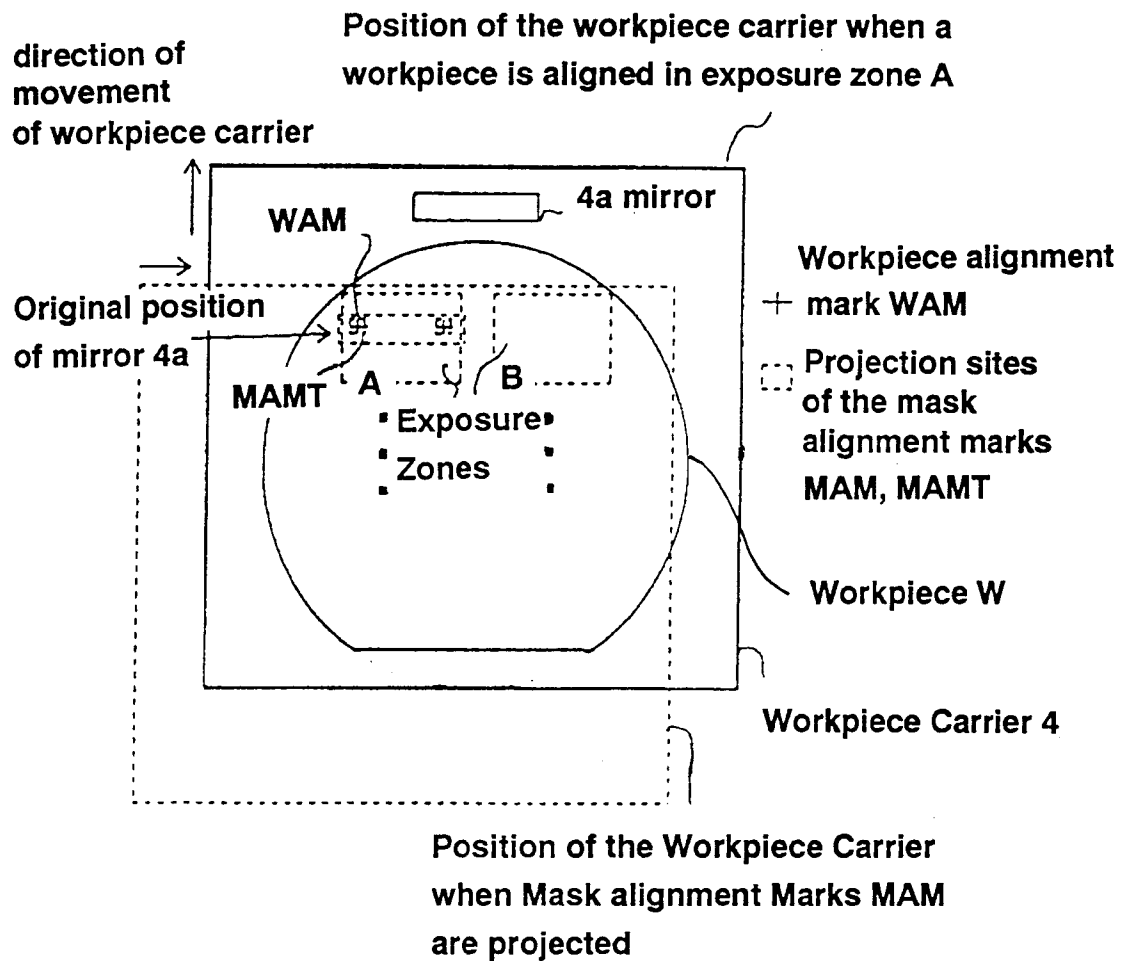 Position of the workpiece carrier when a
workpiece is aligned in exposure zone A
direction of
movement
of workpiece carrier
4a mirror
WAM
Workpiece alignment
mark WAM
Original position
of mirror 4a
MAMT
A
B
Exposure
Zones
Projection sites
of the mask
alignment marks
MAM, MAMT
Workpiece W
Workpiece Carrier 4
Position of the Workpiece Carrier
when Mask alignment Marks MAM
are projected